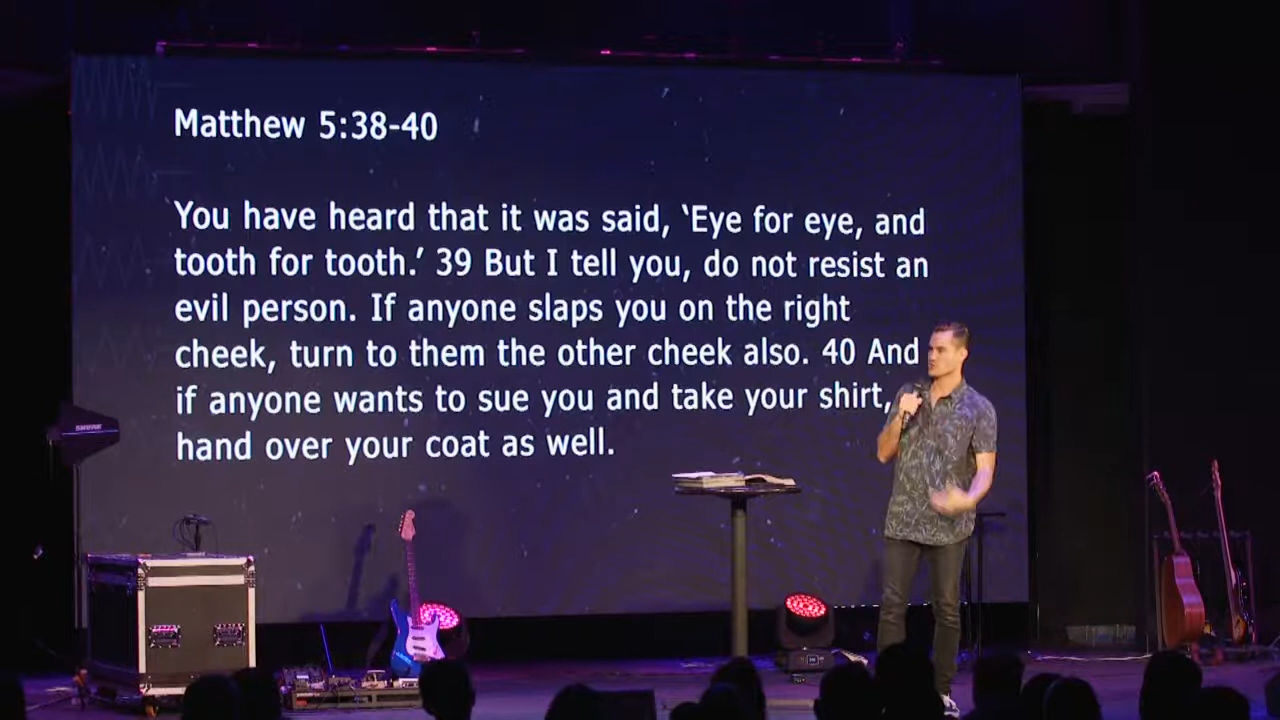 Matthew 5:38-40
You have heard that it was said, ‘Eye for eye, and
tooth for tooth.’ 39 But I tell you, do not resist an
evil person. If anyone slaps you on the right
cheek, turn to them the other cheek also. 40 And
if anyone wants to sue you and take your shirt,
hand over your coat as well.
SHURE